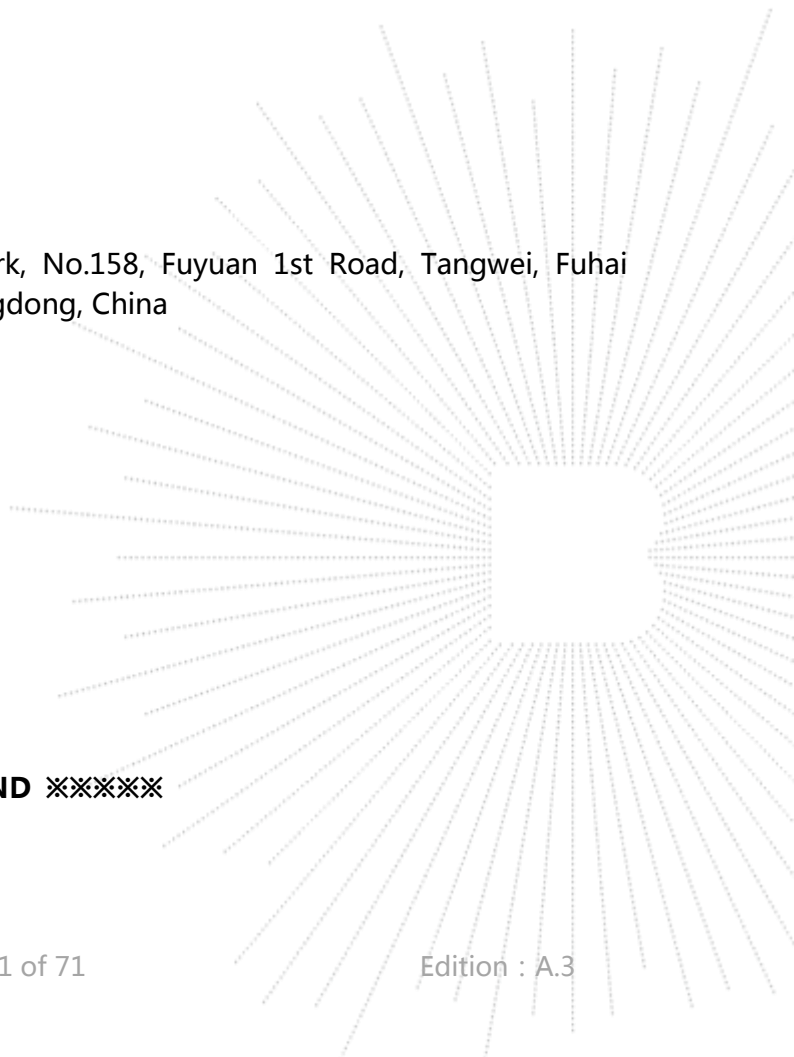 rk, No.158, Fuyuan 1st Road, Tangwei, Fuhai
gdong, China
ND ※※※※※
1 of 71
Edition：A.3